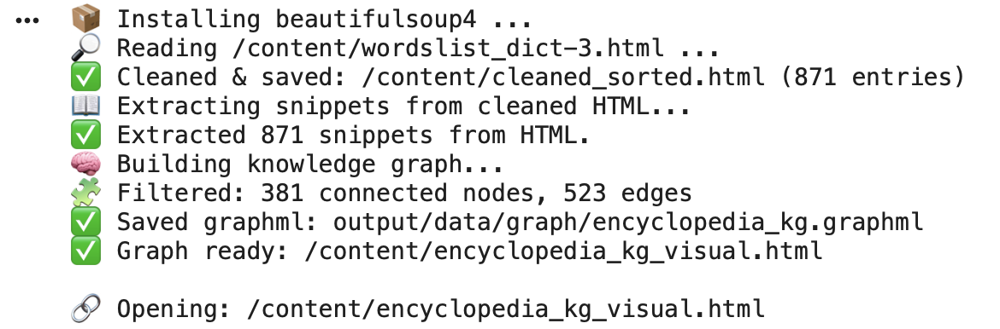 ••• 📦 Installing beautifulsoup4 ...
🔎 Reading /content/wordslist_dict-3.html ...
✅ Cleaned & saved: /content/cleaned_sorted.html (871 entries)
📖 Extracting snippets from cleaned HTML...
✅ Extracted 871 snippets from HTML.
🧠 Building knowledge graph...
🧩 Filtered: 381 connected nodes, 523 edges
✅ Saved graphml: output/data/graph/encyclopedia_kg.graphml
✅ Graph ready: /content/encyclopedia_kg_visual.html
🔗 Opening: /content/encyclopedia_kg_visual.html